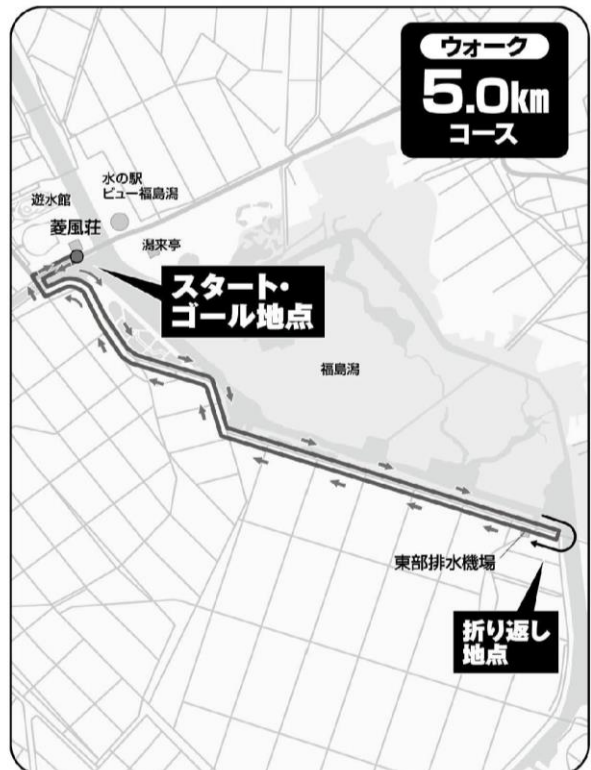 ウォーク
5.0km
コース
水の駅
ビュー福島潟
遊水館
菱風荘
潟来亭
スタート・
ゴール地点
福島潟
東部排水機場
折り返し
地点